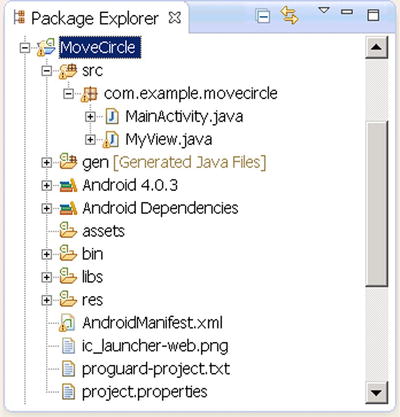 Package Explorer
MoveCircle
src
com.example.movecircle
MainActivity.java
MyView.java
gen [Generated Java Files]
Android 4.0.3
Android Dependencies
assets
bin
libs
res
AndroidManifest.xml
ic_launcher-web.png
proguard-project.txt
project.properties